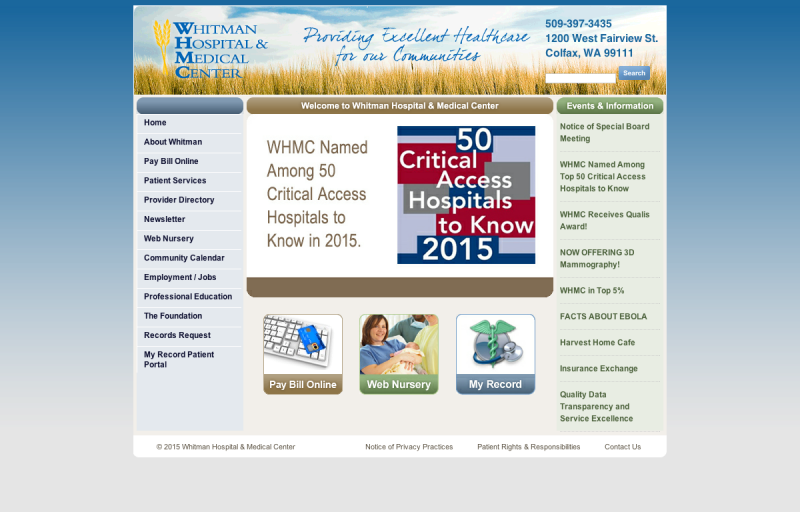 WHITMAN
HOSPITAL &
MEDICAL
CENTER
Providing Excellent Healthcare
for our Communities
509-397-3435
1200 West Fairview St.
Colfax, WA 99111
Search
Welcome to Whitman Hospital & Medical Center
Events & Information
Home
About Whitman
Pay Bill Online
Patient Services
Provider Directory
Newsletter
Web Nursery
Community Calendar
Employment / Jobs
Professional Education
The Foundation
Records Request
My Record Patient
Portal
WHMC Named
Among 50
Critical Access
Hospitals to
Know in 2015.
50
Critical
Access
Hospitals
to Know
2015
Pay Bill Online
Web Nursery
My Record
Notice of Special Board
Meeting
WHMC Named Among
Top 50 Critical Access
Hospitals to Know
WHMC Receives Qualis
Award!
NOW OFFERING 3D
Mammography!
WHMC in Top 5%
FACTS ABOUT EBOLA
Harvest Home Cafe
Insurance Exchange
Quality Data
Transparency and
Service Excellence
© 2015 Whitman Hospital & Medical Center
Notice of Privacy Practices
Patient Rights & Responsibilities
Contact Us